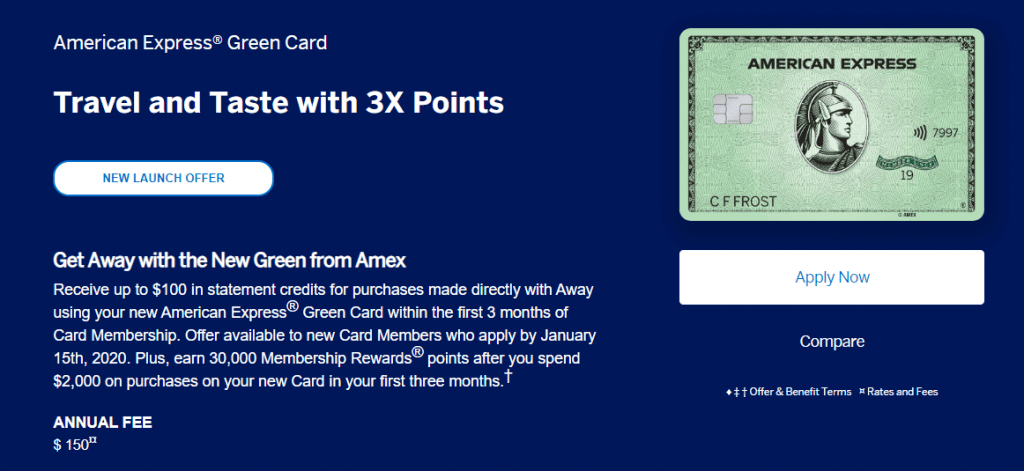 American Express® Green Card
Travel and Taste with 3X Points
NEW LAUNCH OFFER
Get Away with the New Green from Amex
Receive up to $100 in statement credits for purchases made directly with Away
using your new American Express® Green Card within the first 3 months of
Card Membership. Offer available to new Card Members who apply by January
15th, 2020. Plus, earn 30,000 Membership Rewards® points after you spend
$2,000 on purchases on your new Card in your first three months.†
ANNUAL FEE
$ 150¤
AMERICAN EXPRESS
7997
MEMBER SINCE
19
C F FROST
®
© AMEX
Apply Now
Compare
♦ ‡ † Offer & Benefit Terms ¤ Rates and Fees